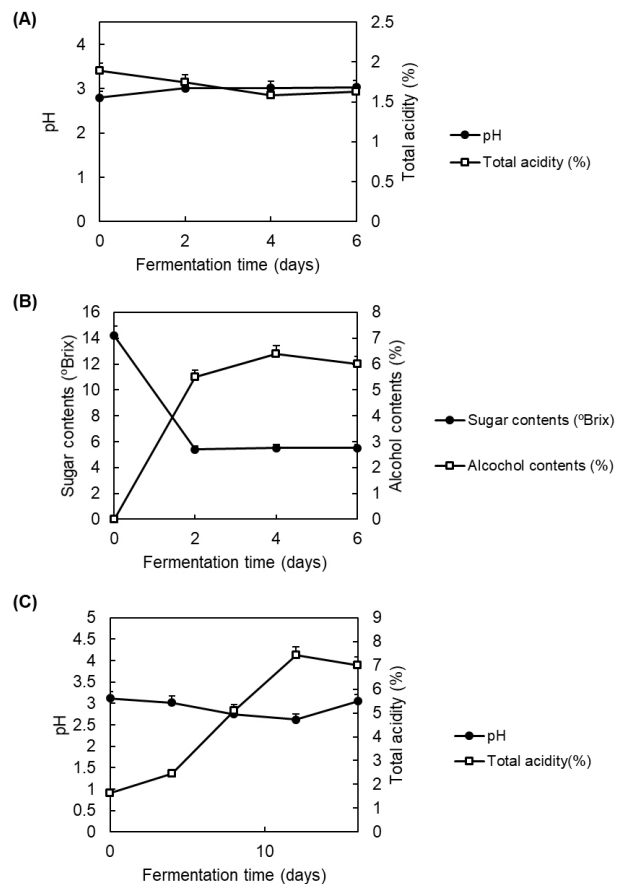 (A)
4
3
2
1
0
pH
2.5
2
1.5
1
0.5
0
Total acidity (%)
0 2 4 6
Fermentation time (days)
pH
Total acidity (%)
(B)
16
14
12
10
8
6
4
2
0
Sugar contents (ºBrix)
8
7
6
5
4
3
2
1
0
Alcohol contents (%)
0 2 4 6
Fermentation time (days)
Sugar contents (ºBrix)
Alcochol contents (%)
(C)
5
4.5
4
3.5
3
2.5
2
1.5
1
0.5
0
pH
9
8
7
6
5
4
3
2
1
0
Total acidity (%)
0 10
Fermentation time (days)
pH
Total acidity(%)